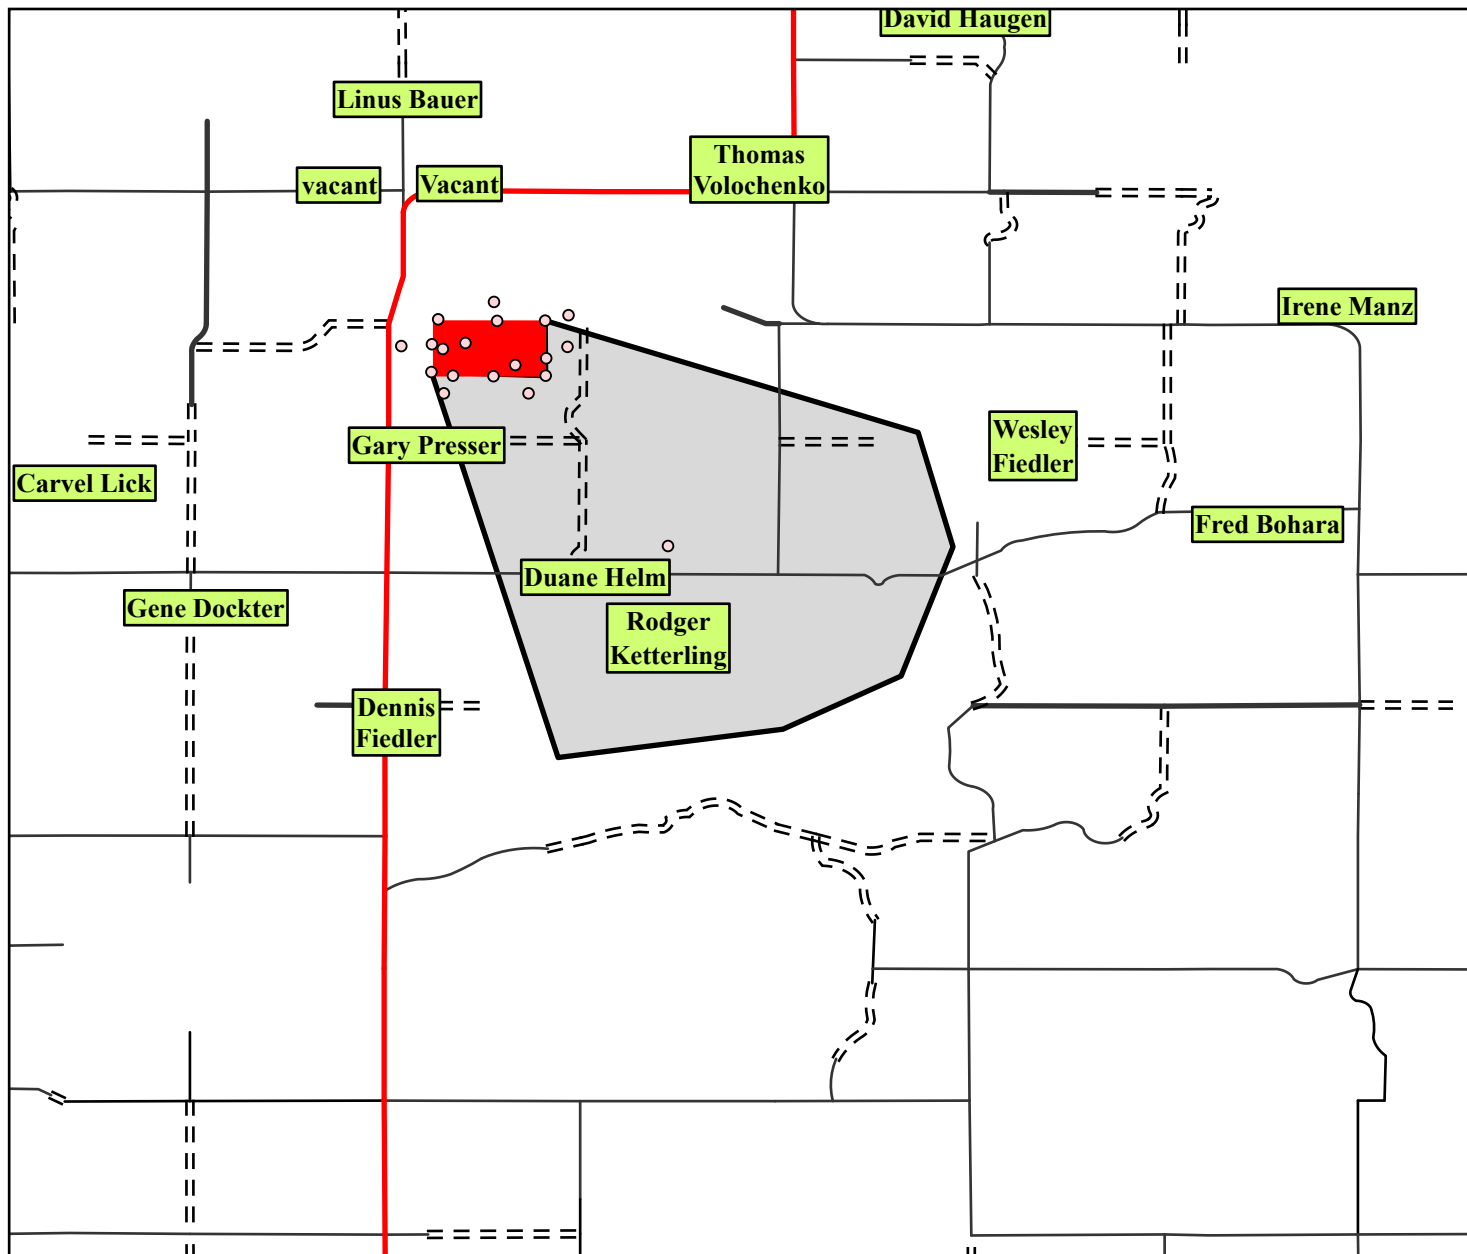 David Haugen
Linus Bauer
Thomas
Volochenko
vacant
Vacant
Irene Manz
Gary Presser
Wesley
Fiedler
Carvel Lick
Fred Bohara
Duane Helm
Gene Dockter
Rodger
Ketterling
Dennis
Fiedler